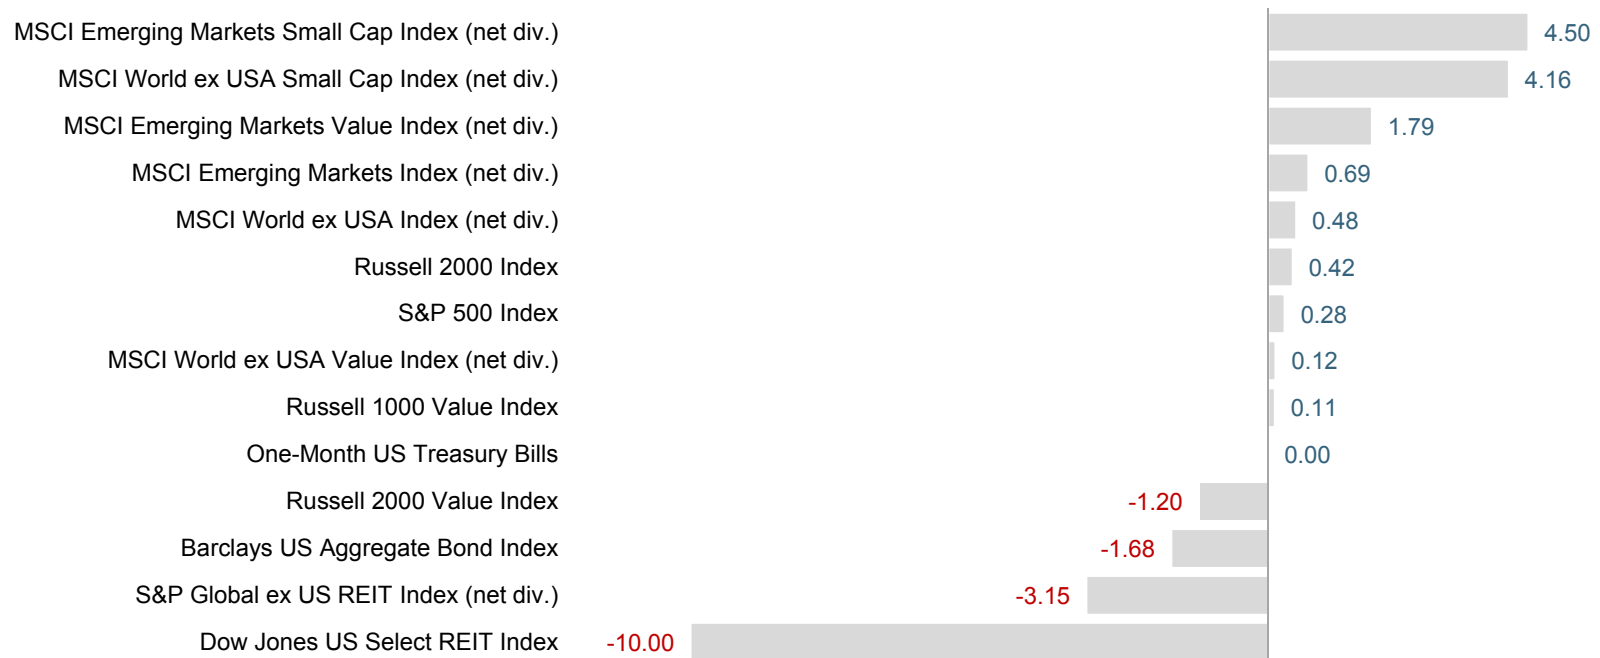 MSCI Emerging Markets Small Cap Index (net div.) 4.50
MSCI World ex USA Small Cap Index (net div.) 4.16
MSCI Emerging Markets Value Index (net div.) 1.79
MSCI Emerging Markets Index (net div.) 0.69
MSCI World ex USA Index (net div.) 0.48
Russell 2000 Index 0.42
S&P 500 Index 0.28
MSCI World ex USA Value Index (net div.) 0.12
Russell 1000 Value Index 0.11
One-Month US Treasury Bills 0.00
Russell 2000 Value Index -1.20
Barclays US Aggregate Bond Index -1.68
S&P Global ex US REIT Index (net div.) -3.15
Dow Jones US Select REIT Index -10.00